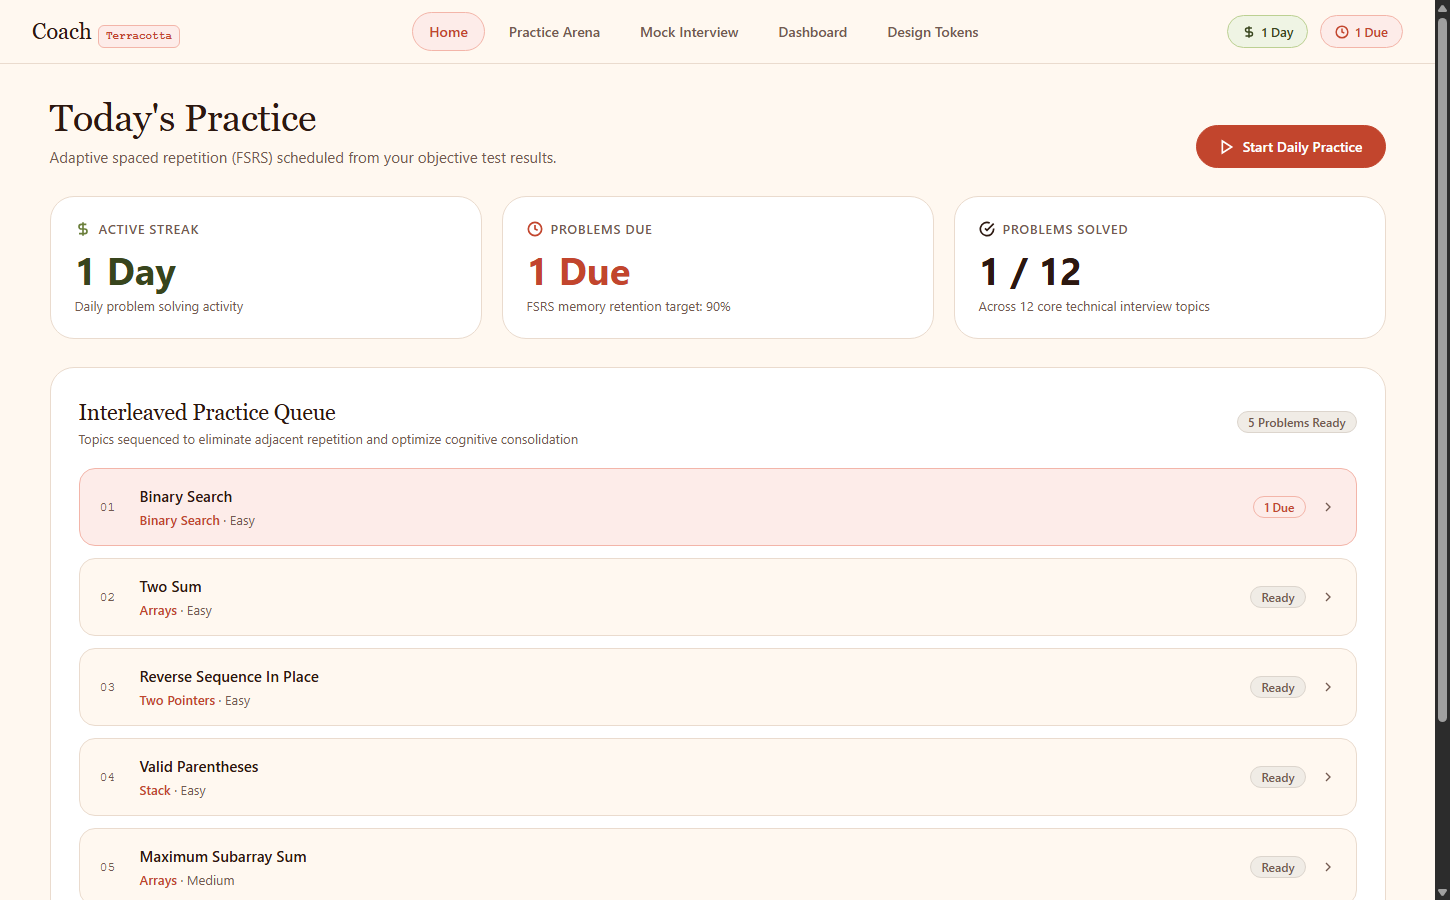 Coach Terracotta
Home Practice Arena Mock Interview Dashboard Design Tokens
$ 1 Day 1 Due
Today's Practice
Adaptive spaced repetition (FSRS) scheduled from your objective test results.
Start Daily Practice
$ ACTIVE STREAK
1 Day
Daily problem solving activity
PROBLEMS DUE
1 Due
FSRS memory retention target: 90%
PROBLEMS SOLVED
1 / 12
Across 12 core technical interview topics
Interleaved Practice Queue
Topics sequenced to eliminate adjacent repetition and optimize cognitive consolidation
5 Problems Ready
01
Binary Search
Binary Search · Easy
1 Due
02
Two Sum
Arrays · Easy
Ready
03
Reverse Sequence In Place
Two Pointers · Easy
Ready
04
Valid Parentheses
Stack · Easy
Ready
05
Maximum Subarray Sum
Arrays · Medium
Ready